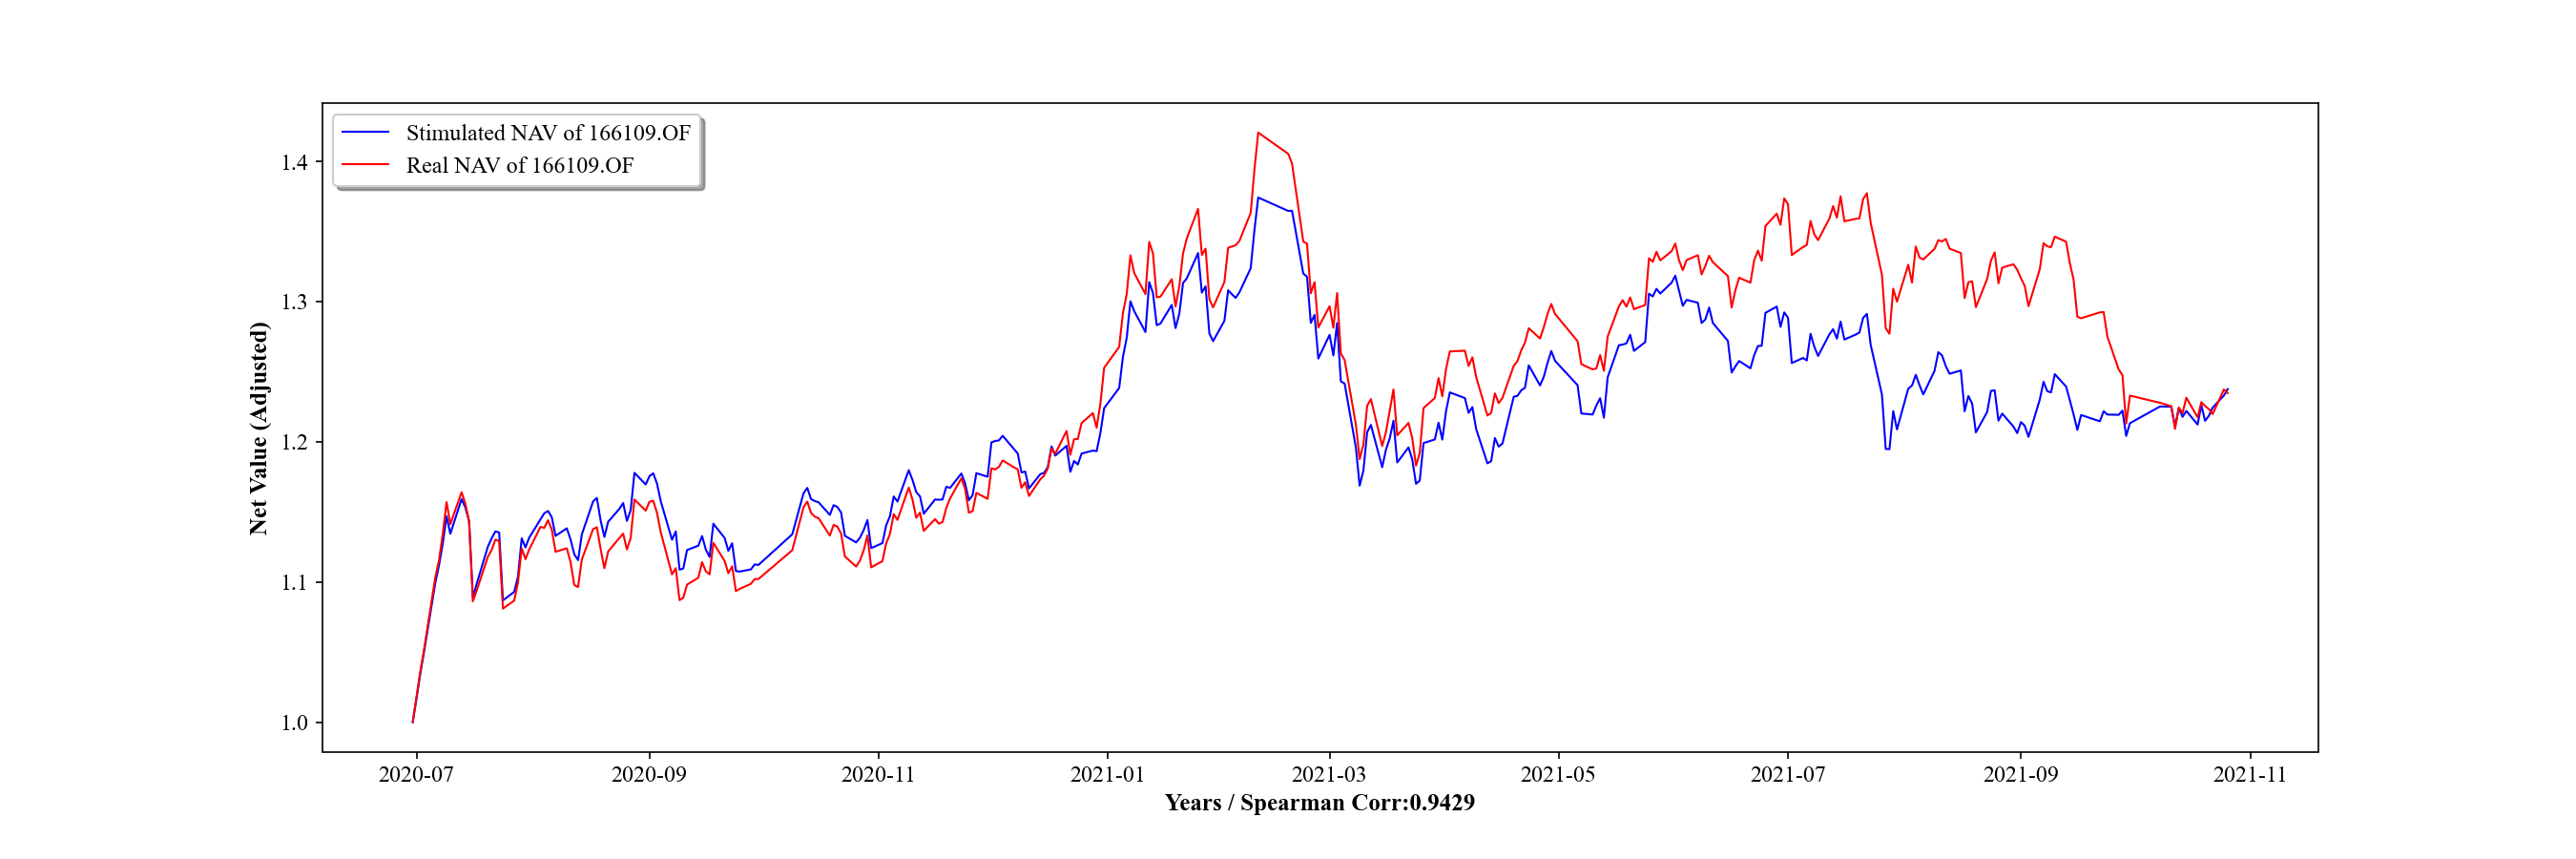 Stimulated NAV of 166109.OF
Real NAV of 166109.OF
Net Value (Adjusted)
1.4
1.3
1.2
1.1
1.0
2020-07 2020-09 2020-11 2021-01 2021-03 2021-05 2021-07 2021-09 2021-11
Years / Spearman Corr:0.9429